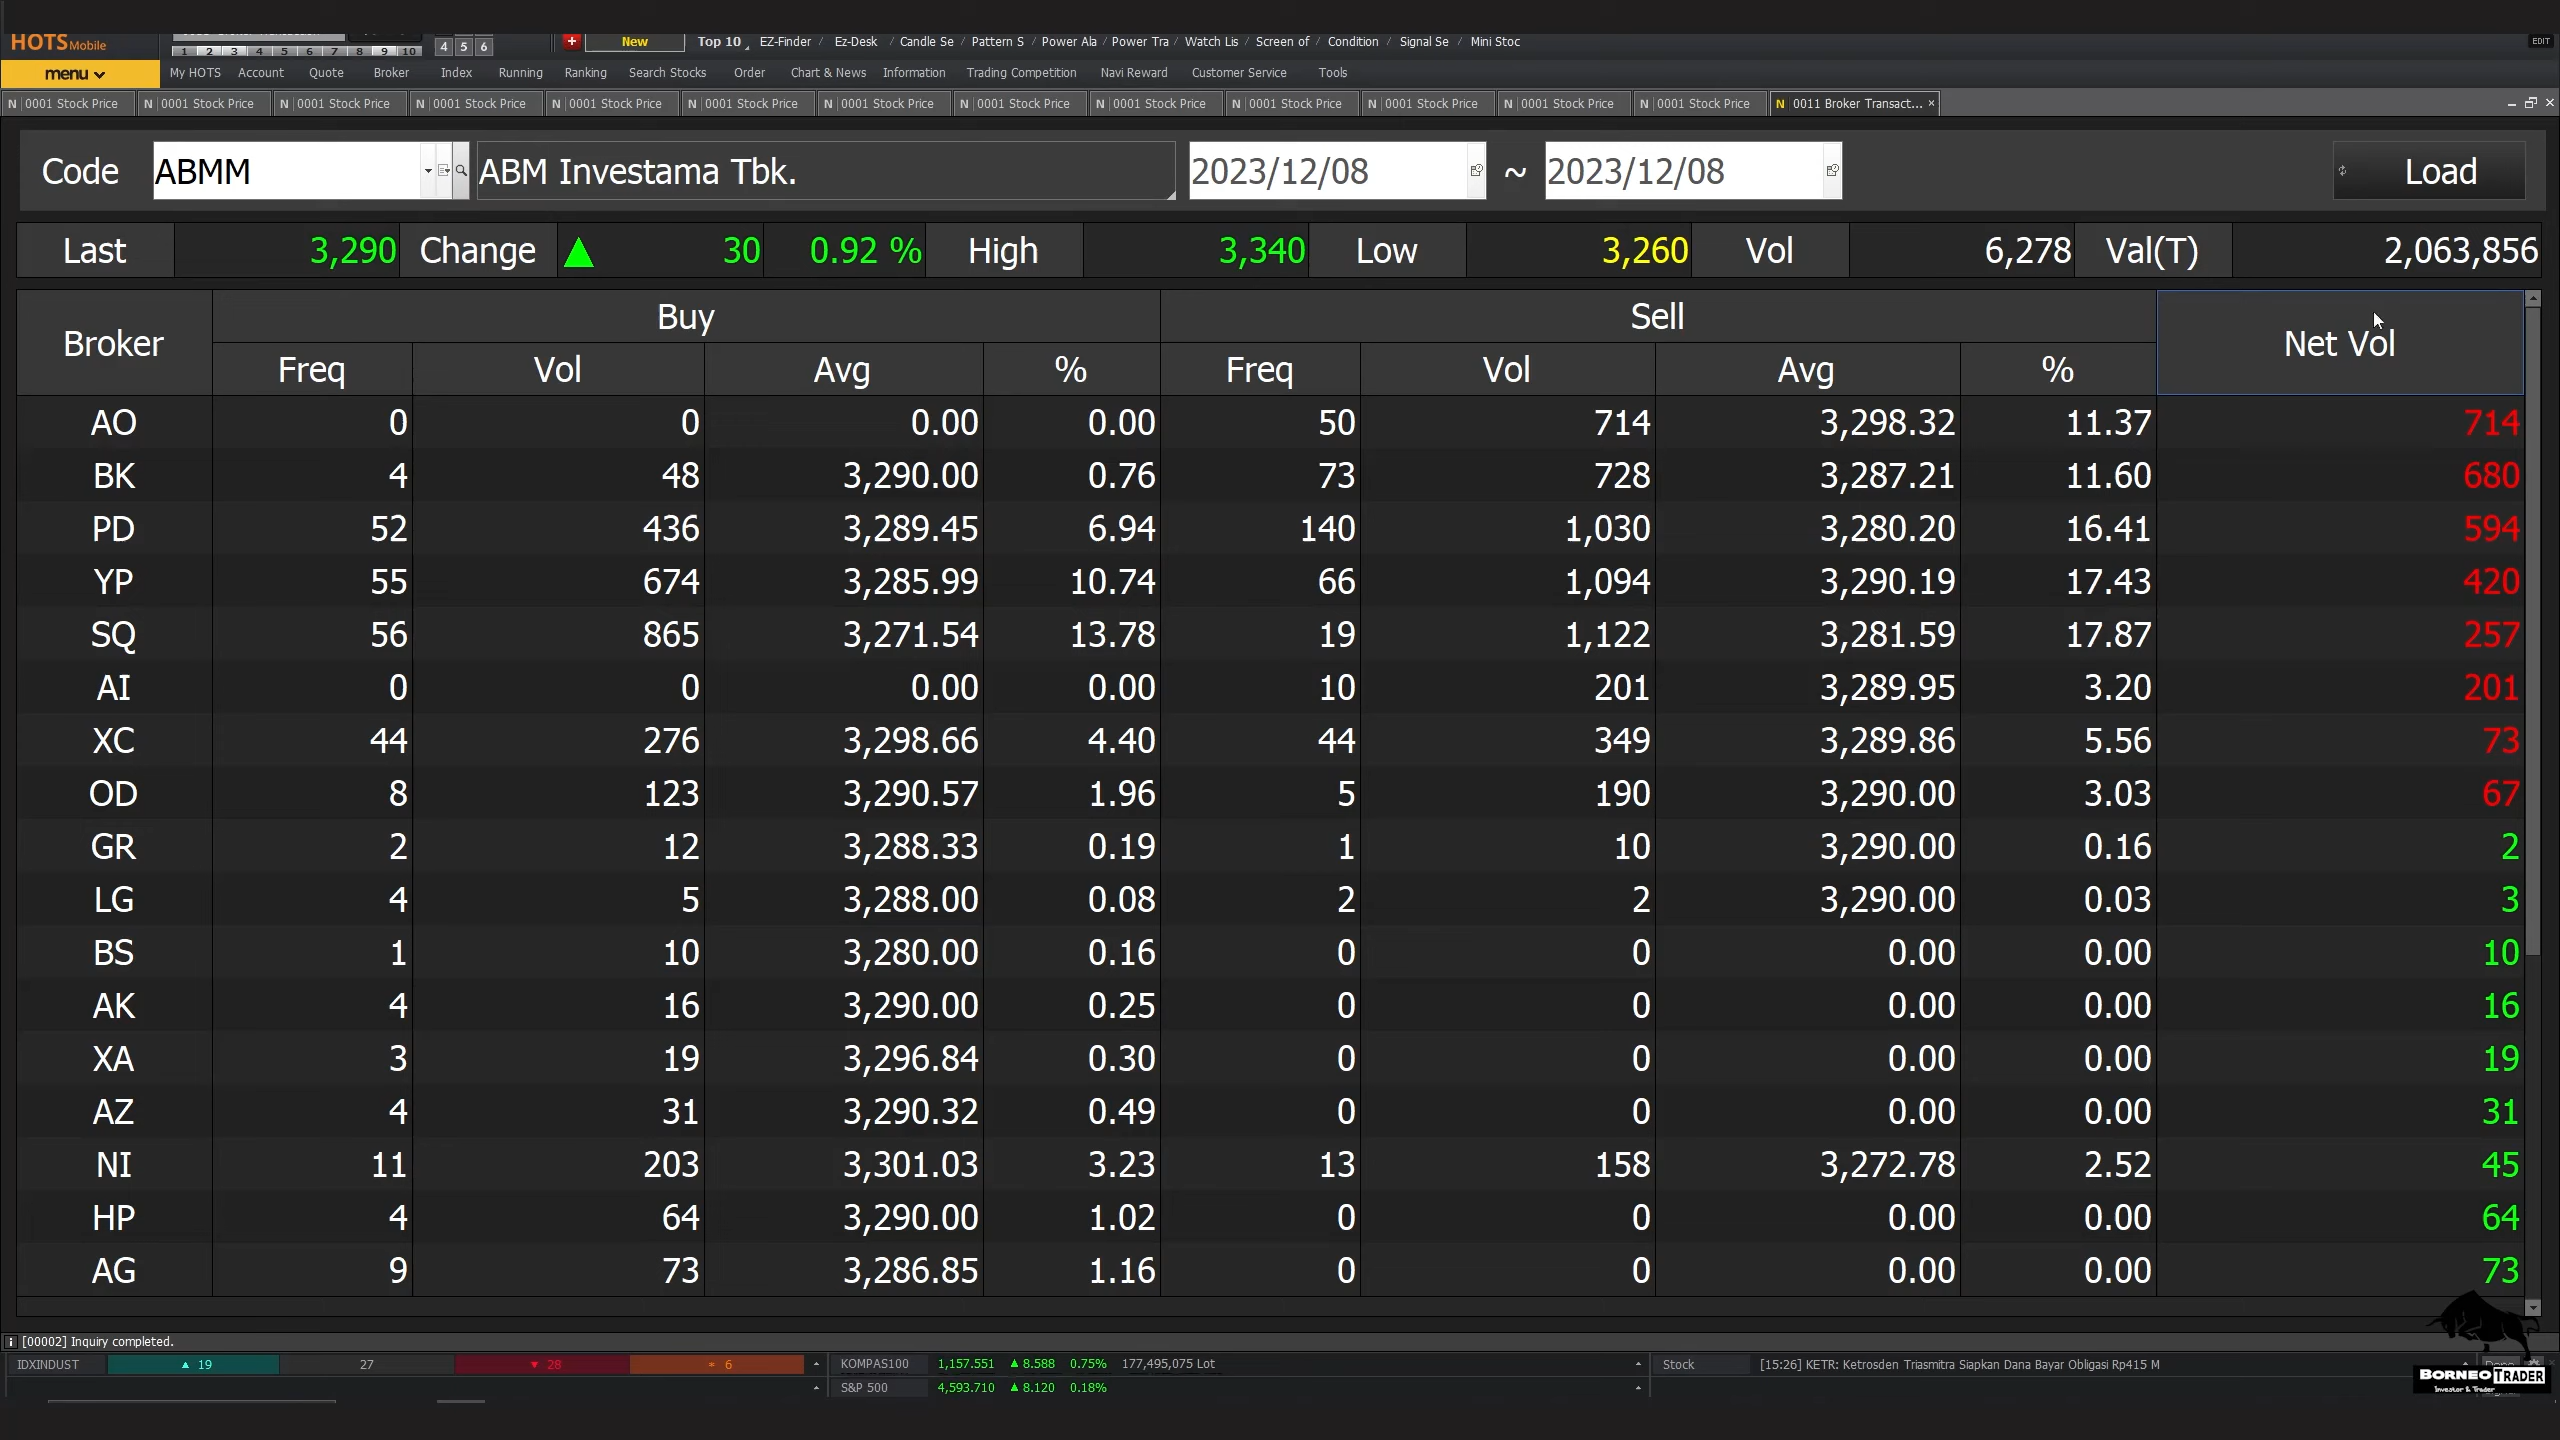 HOTS Mobile
1 2 3 4 5 6 7 8 9 10 4 5 6 New Top 10 EZ-Finder / Ez-Desk / Candle Se / Pattern S / Power Ala / Power Tra / Watch Lis / Screen of / Condition / Signal Se / Mini Stoc EDIT
menu My HOTS Account Quote Broker Index Running Ranking Search Stocks Order Chart & News Information Trading Competition Navi Reward Customer Service Tools
N 0001 Stock Price N 0001 Stock Price N 0001 Stock Price N 0001 Stock Price N 0001 Stock Price N 0001 Stock Price N 0001 Stock Price N 0001 Stock Price N 0001 Stock Price N 0001 Stock Price N 0001 Stock Price N 0001 Stock Price N 0001 Stock Price N 0011 Broker Transact... ×
Code ABMM ABM Investama Tbk. 2023/12/08 ~ 2023/12/08 Load
Last 3,290 Change ▲ 30 0.92 % High 3,340 Low 3,260 Vol 6,278 Val(T) 2,063,856
Broker Buy Sell Net Vol
Freq Vol Avg % Freq Vol Avg %
AO 0 0 0.00 0.00 50 714 3,298.32 11.37 714
BK 4 48 3,290.00 0.76 73 728 3,287.21 11.60 680
PD 52 436 3,289.45 6.94 140 1,030 3,280.20 16.41 594
YP 55 674 3,285.99 10.74 66 1,094 3,290.19 17.43 420
SQ 56 865 3,271.54 13.78 19 1,122 3,281.59 17.87 257
AI 0 0 0.00 0.00 10 201 3,289.95 3.20 201
XC 44 276 3,298.66 4.40 44 349 3,289.86 5.56 73
OD 8 123 3,290.57 1.96 5 190 3,290.00 3.03 67
GR 2 12 3,288.33 0.19 1 10 3,290.00 0.16 2
LG 4 5 3,288.00 0.08 2 2 3,290.00 0.03 3
BS 1 10 3,280.00 0.16 0 0 0.00 0.00 10
AK 4 16 3,290.00 0.25 0 0 0.00 0.00 16
XA 3 19 3,296.84 0.30 0 0 0.00 0.00 19
AZ 4 31 3,290.32 0.49 0 0 0.00 0.00 31
NI 11 203 3,301.03 3.23 13 158 3,272.78 2.52 45
HP 4 64 3,290.00 1.02 0 0 0.00 0.00 64
AG 9 73 3,286.85 1.16 0 0 0.00 0.00 73
i [00002] Inquiry completed.
IDXINDUST ▲ 19 27 ▼ 28 6 KOMPAS100 1,157.551 ▲ 8.588 0.75% 177,495,075 Lot Stock [15:26] KETR: Ketrosden Triasmitra Siapkan Dana Bayar Obligasi Rp415 M
S&P 500 4,593.710 ▲ 8.120 0.18%
BORNEO TRADER
Investor & Trader